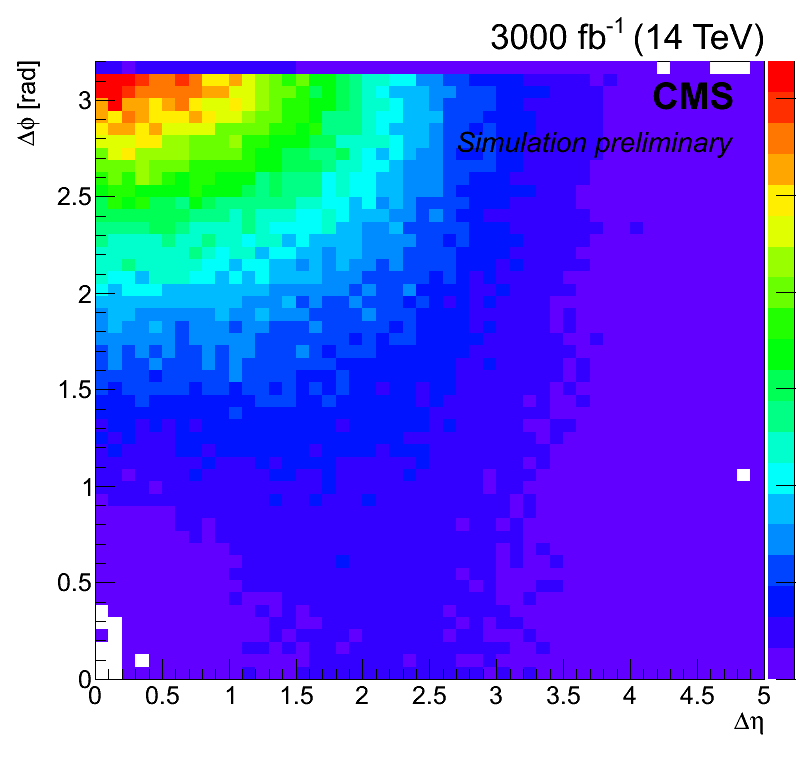 3000 fb-1 (14 TeV)
CMS
Simulation preliminary
Δϕ [rad]
3
2.5
2
1.5
1
0.5
0
0 0.5 1 1.5 2 2.5 3 3.5 4 4.5 5
Δη